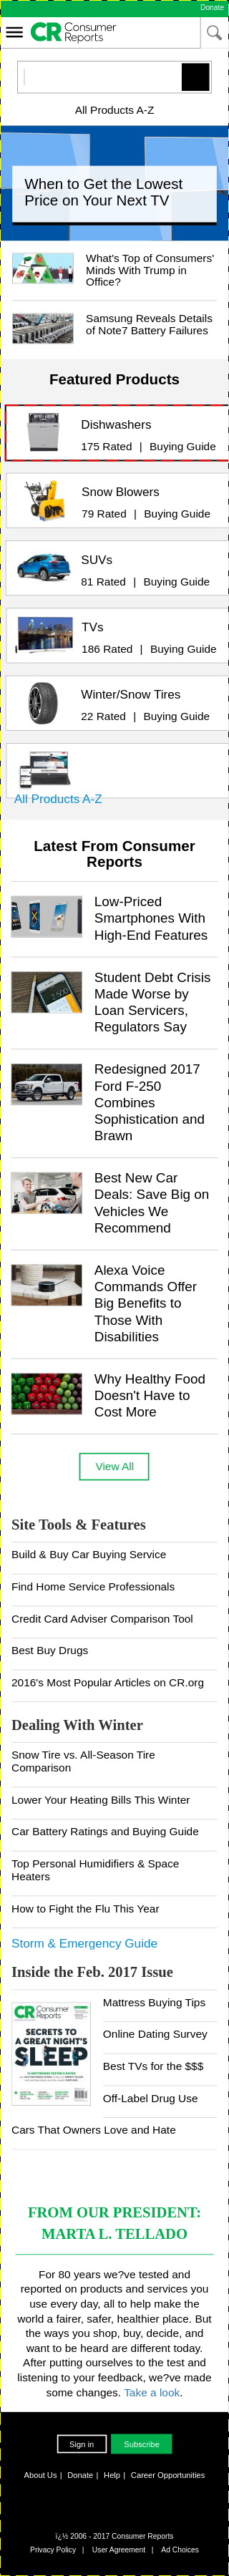 Donate
CR Consumer Reports
All Products A-Z
When to Get the Lowest
Price on Your Next TV
What's Top of Consumers'
Minds With Trump in
Office?
Samsung Reveals Details
of Note7 Battery Failures
Featured Products
Dishwashers
175 Rated | Buying Guide
Snow Blowers
79 Rated | Buying Guide
SUVs
81 Rated | Buying Guide
TVs
186 Rated | Buying Guide
Winter/Snow Tires
22 Rated | Buying Guide
All Products A-Z
Latest From Consumer
Reports
Low-Priced
Smartphones With
High-End Features
Student Debt Crisis
Made Worse by
Loan Servicers,
Regulators Say
Redesigned 2017
Ford F-250
Combines
Sophistication and
Brawn
Best New Car
Deals: Save Big on
Vehicles We
Recommend
Alexa Voice
Commands Offer
Big Benefits to
Those With
Disabilities
Why Healthy Food
Doesn't Have to
Cost More
View All
Site Tools & Features
Build & Buy Car Buying Service
Find Home Service Professionals
Credit Card Adviser Comparison Tool
Best Buy Drugs
2016's Most Popular Articles on CR.org
Dealing With Winter
Snow Tire vs. All-Season Tire
Comparison
Lower Your Heating Bills This Winter
Car Battery Ratings and Buying Guide
Top Personal Humidifiers & Space
Heaters
How to Fight the Flu This Year
Storm & Emergency Guide
Inside the Feb. 2017 Issue
CR Consumer Reports
SECRETS TO
A GREAT NIGHT'S
SLEEP
Mattress Buying Tips
Online Dating Survey
Best TVs for the $$$
Off-Label Drug Use
Cars That Owners Love and Hate
FROM OUR PRESIDENT:
MARTA L. TELLADO
For 80 years we?ve tested and
reported on products and services you
use every day, all to help make the
world a fairer, safer, healthier place. But
the ways you shop, buy, decide, and
want to be heard are different today.
After putting ourselves to the test and
listening to your feedback, we?ve made
some changes. Take a look.
Sign in
Subscribe
About Us | Donate | Help | Career Opportunities
ï¿½ 2006 - 2017 Consumer Reports
Privacy Policy | User Agreement | Ad Choices